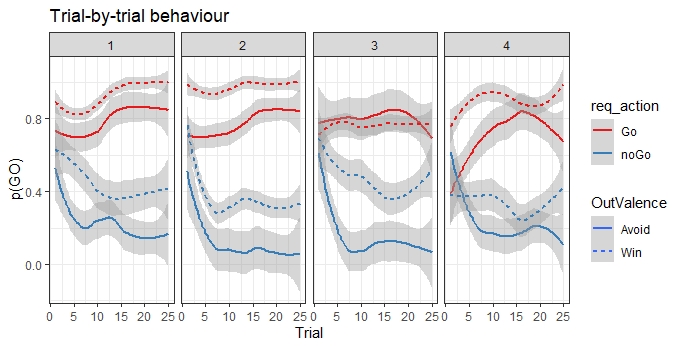 Trial-by-trial behaviour
1 2 3 4
p(GO)
0.8
0.4
0.0
0 5 10 15 20 25 0 5 10 15 20 25 0 5 10 15 20 25 0 5 10 15 20 25
Trial
req_action
Go
noGo
OutValence
Avoid
Win